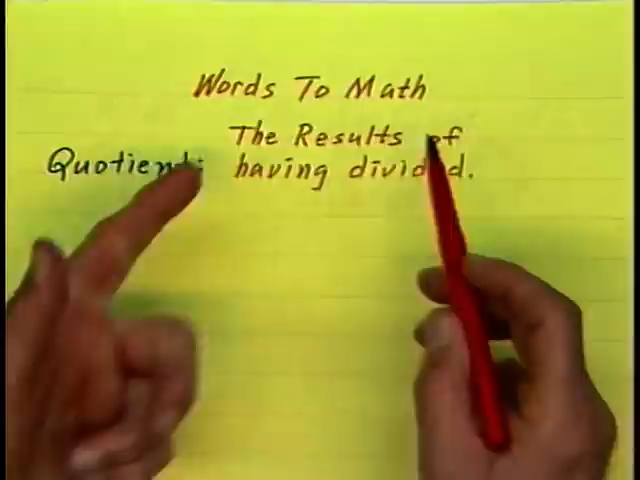 Words To Math
The Results of
Quotient: having divided.